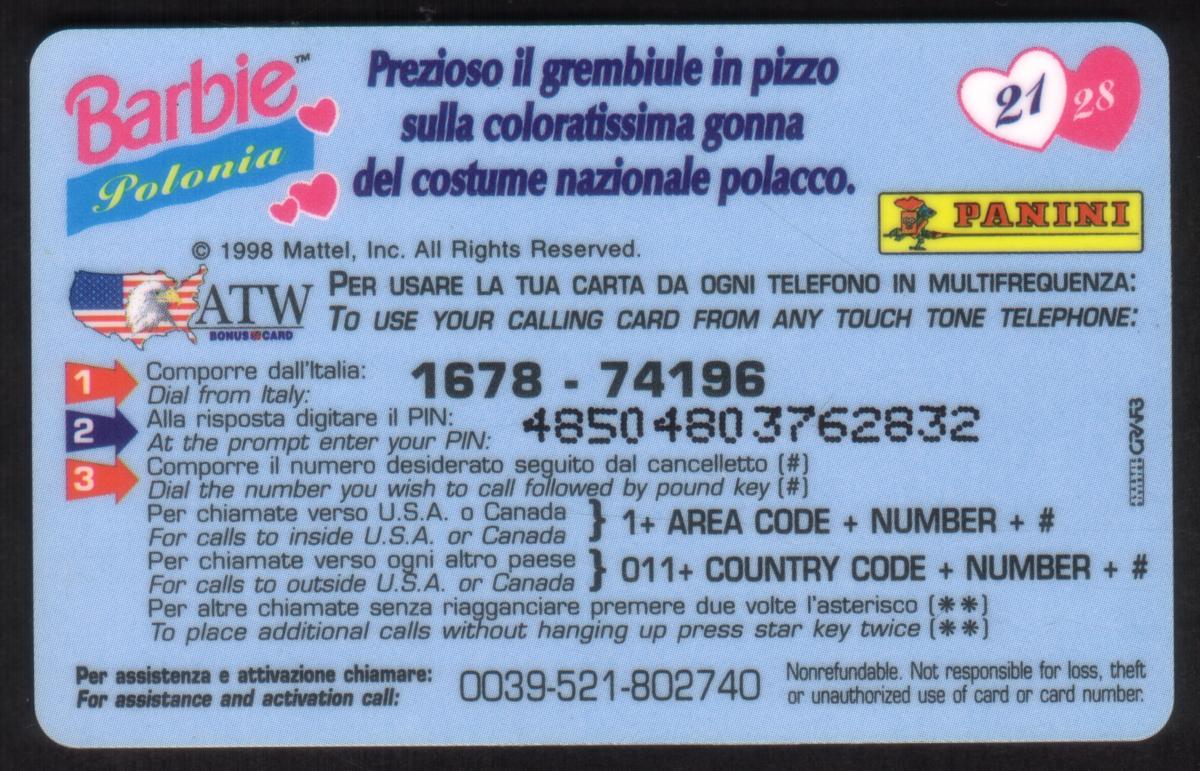 Barbie™
Polonia
Prezioso il grembiule in pizzo
sulla coloratissima gonna
del costume nazionale polacco.
21 28
PANINI
© 1998 Mattel, Inc. All Rights Reserved.
ATW
BONUS CARD
PER USARE LA TUA CARTA DA OGNI TELEFONO IN MULTIFREQUENZA:
TO USE YOUR CALLING CARD FROM ANY TOUCH TONE TELEPHONE:
1 Comporre dall'Italia: 1678 - 74196
Dial from Italy:
2 Alla risposta digitare il PIN: 48504803762832
At the prompt enter your PIN:
3 Comporre il numero desiderato seguito dal cancelletto (#)
Dial the number you wish to call followed by pound key (#)
Per chiamate verso U.S.A. o Canada } 1+ AREA CODE + NUMBER + #
For calls to inside U.S.A. or Canada
Per chiamate verso ogni altro paese } 011+ COUNTRY CODE + NUMBER + #
For calls to outside U.S.A. or Canada
Per altre chiamate senza riagganciare premere due volte l'asterisco (**)
To place additional calls without hanging up press star key twice (**)
Per assistenza e attivazione chiamare: 0039-521-802740
For assistance and activation call:
Nonrefundable. Not responsible for loss, theft
or unauthorized use of card or card number.